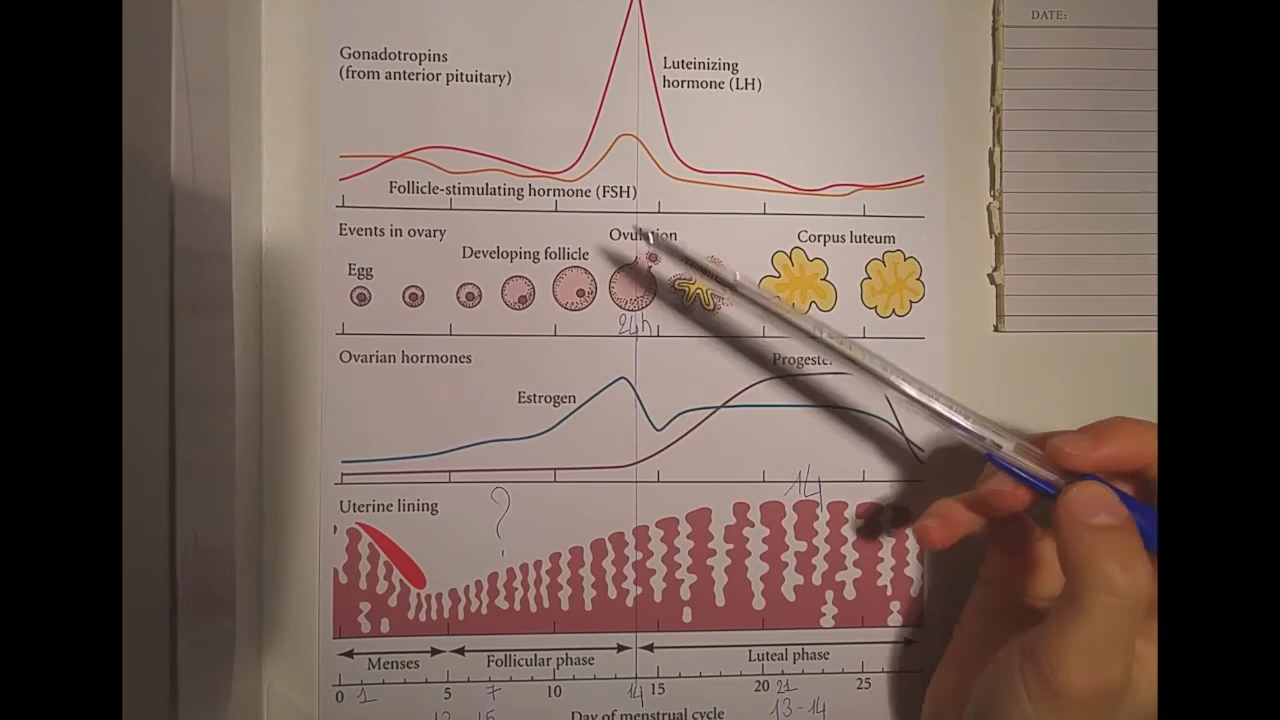 DATE:
Gonadotropins
(from anterior pituitary)
Luteinizing
hormone (LH)
Follicle-stimulating hormone (FSH)
Events in ovary
Ovulation
Corpus luteum
Developing follicle
Egg
24h
Ovarian hormones
Estrogen
Uterine lining
?
14
Menses
Follicular phase
Luteal phase
0 1 5 7 10 14 15 20 21 25
Day of menstrual cycle
13-14